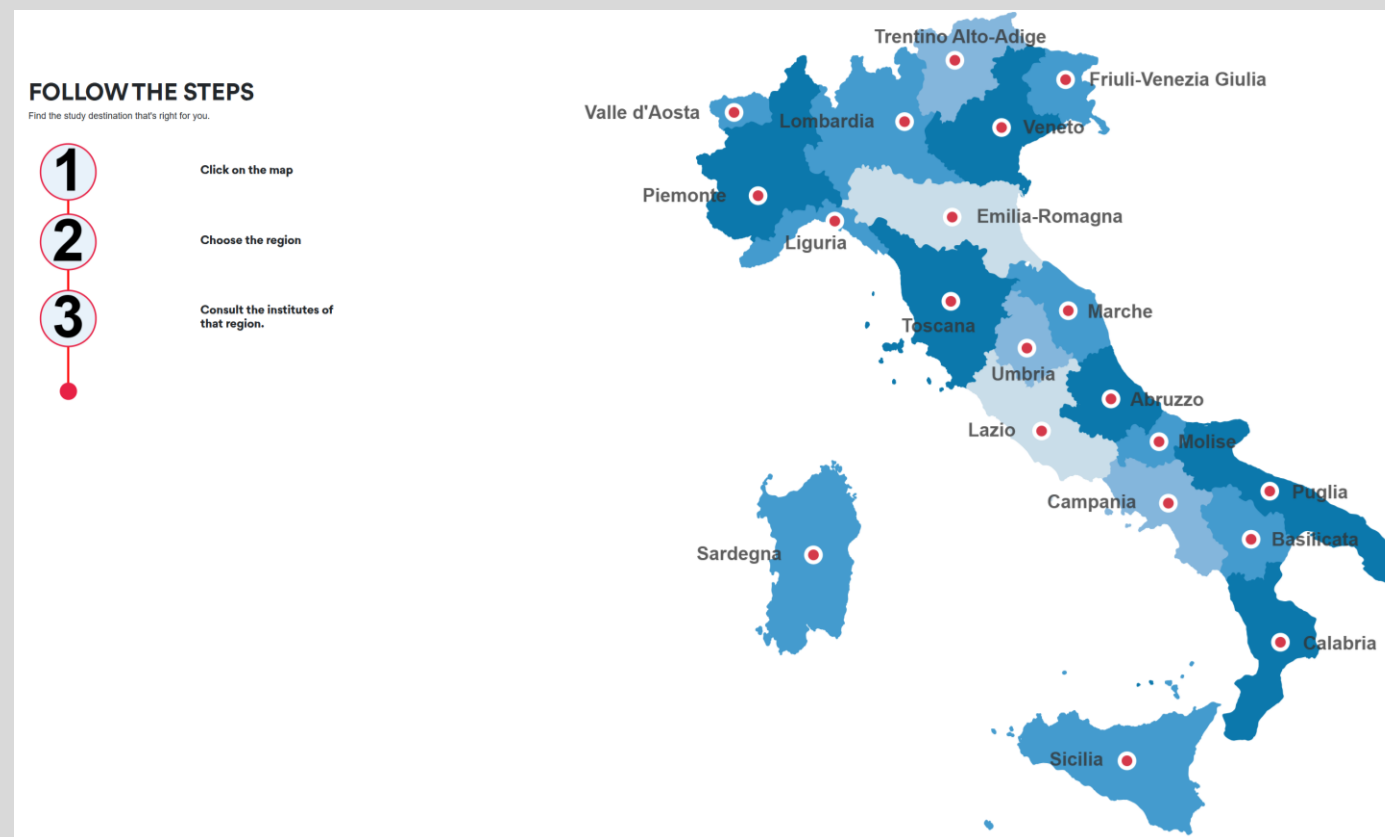 FOLLOW THE STEPS
Find the study destination that's right for you.
1
Click on the map
2
Choose the region
3
Consult the institutes of
that region.
Trentino Alto-Adige
Friuli-Venezia Giulia
Valle d'Aosta
Lombardia
Veneto
Piemonte
Emilia-Romagna
Liguria
Marche
Toscana
Umbria
Abruzzo
Lazio
Molise
Puglia
Campania
Basilicata
Sardegna
Calabria
Sicilia